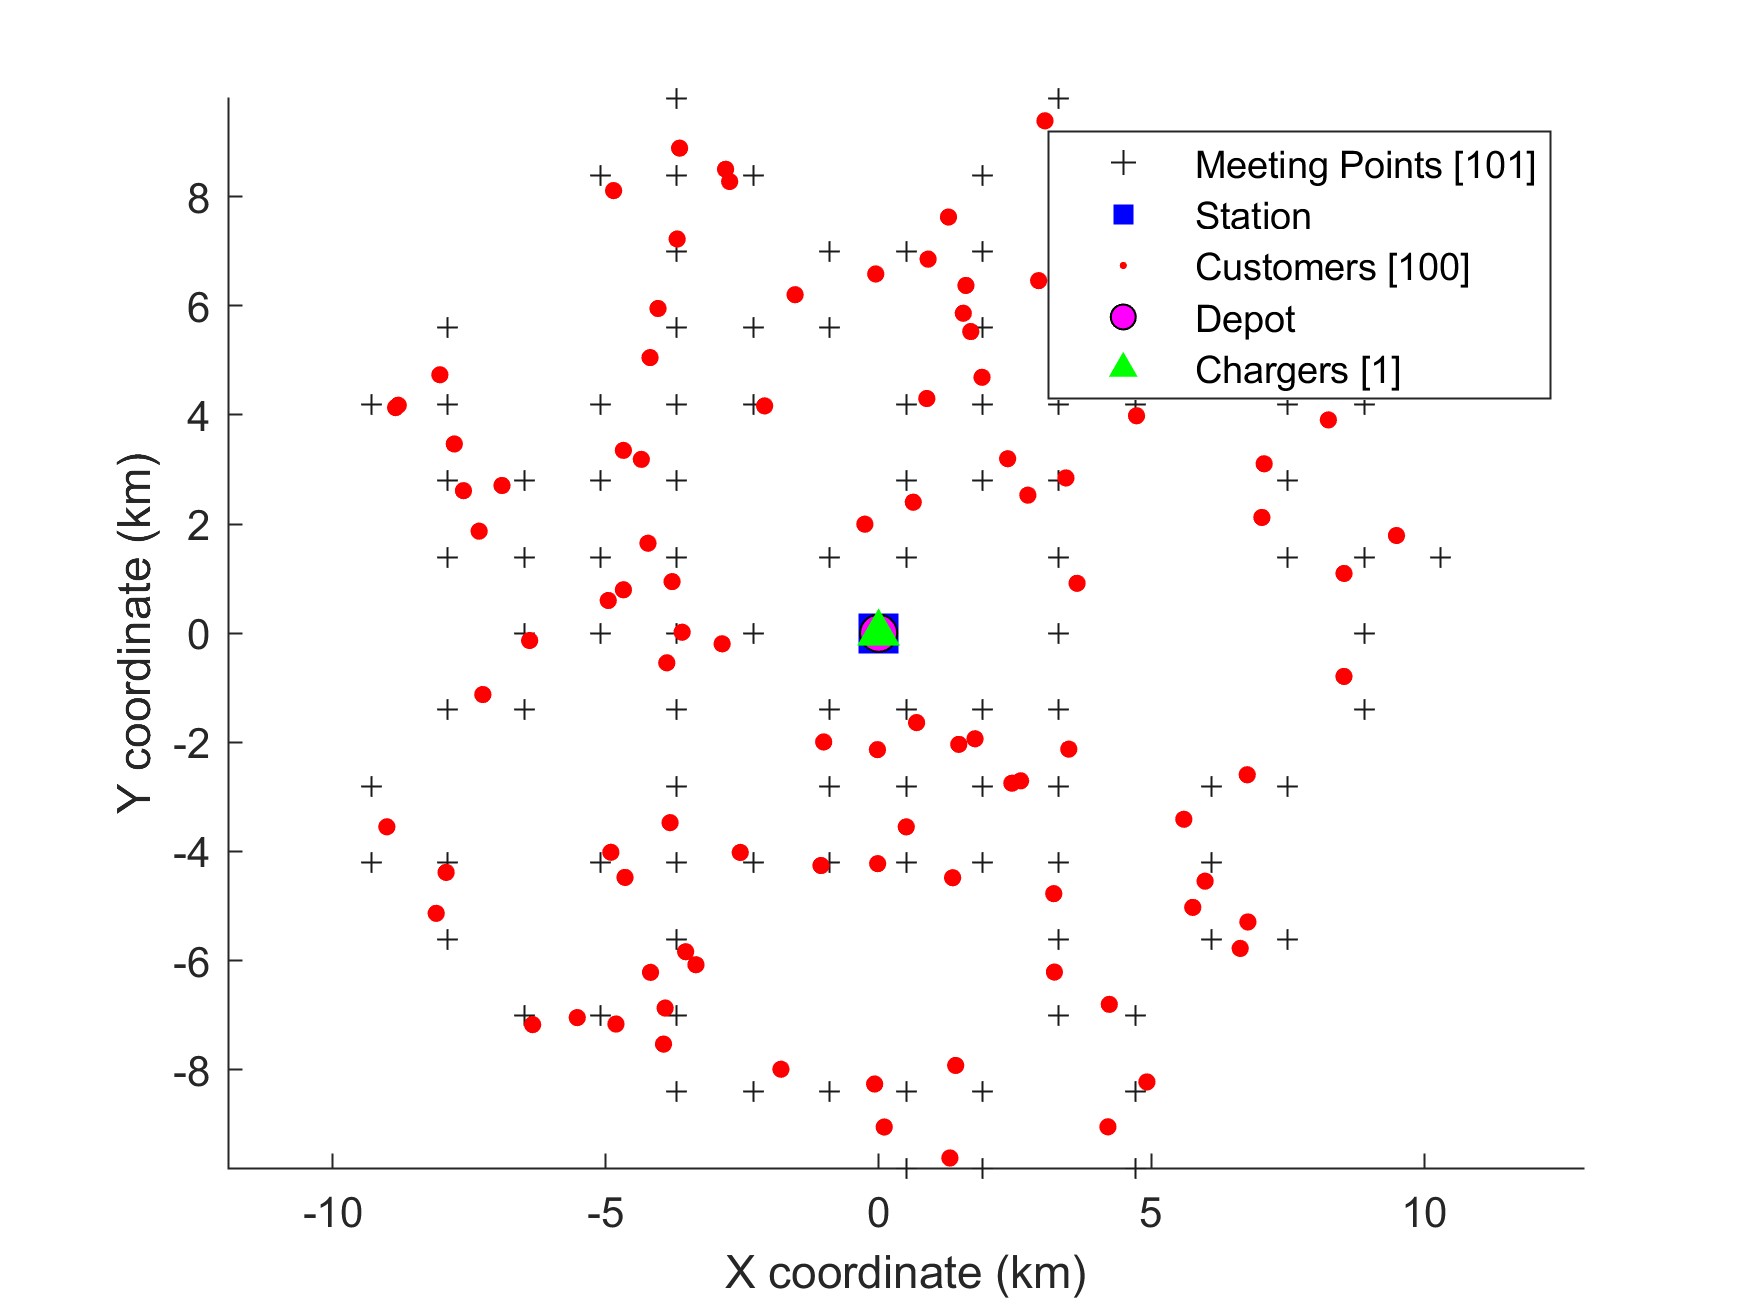 Meeting Points [101]
Station
Customers [100]
Depot
Chargers [1]
8
6
4
2
0
-2
-4
-6
-8
Y coordinate (km)
-10 -5 0 5 10
X coordinate (km)